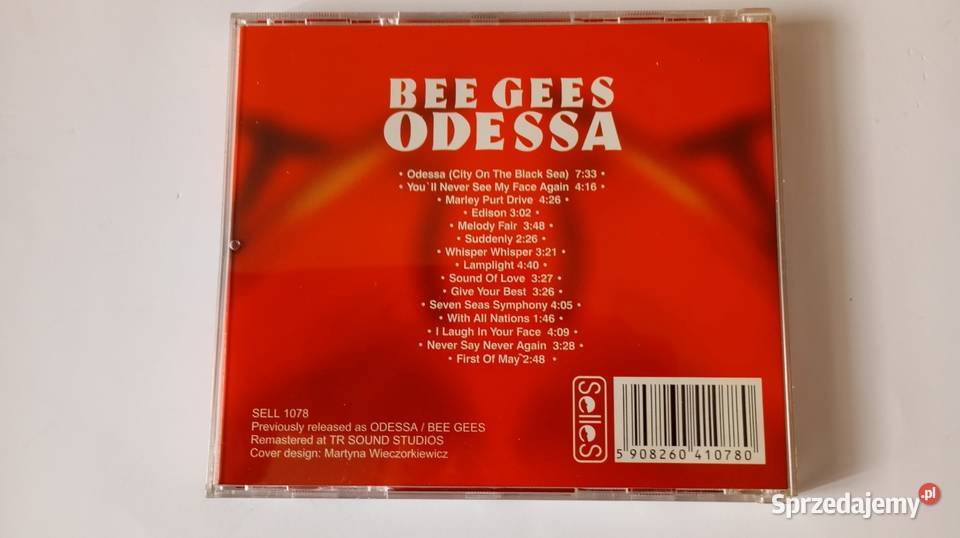 BEE GEES
ODESSA
• Odessa (City On The Black Sea) 7:33 •
• You`ll Never See My Face Again 4:16 •
• Marley Purt Drive 4:26 •
• Edison 3:02 •
• Melody Fair 3:48 •
• Suddenly 2:26 •
• Whisper Whisper 3:21 •
• Lamplight 4:40 •
• Sound Of Love 3:27 •
• Give Your Best 3:26 •
• Seven Seas Symphony 4:05 •
• With All Nations 1:46 •
• I Laugh In Your Face 4:09 •
• Never Say Never Again 3:28 •
• First Of May 2:48 •
SELL 1078
Previously released as ODESSA / BEE GEES
Remastered at TR SOUND STUDIOS
Cover design: Martyna Wieczorkiewicz
Selles
5 908260 410780
Sprzedajemy.pl